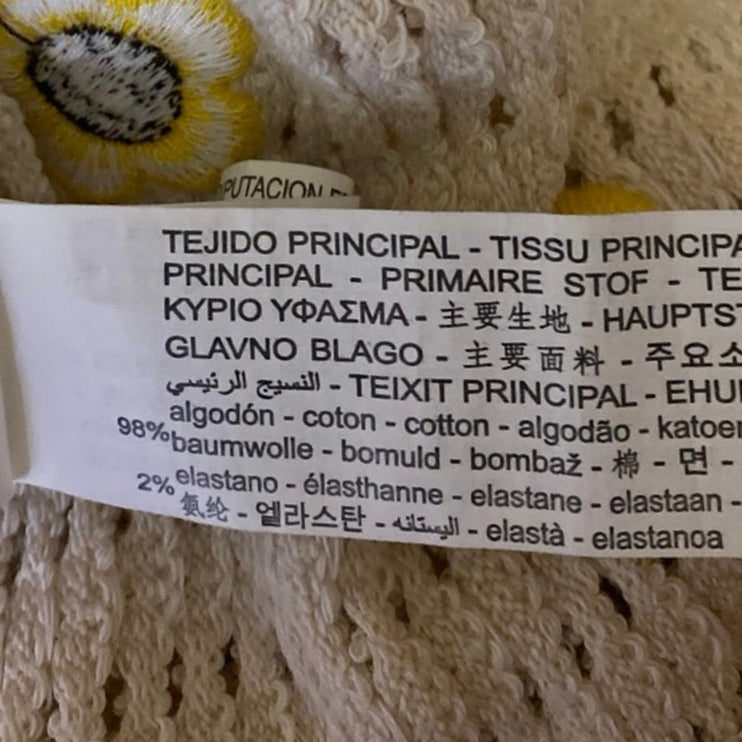 PUTACION
TEJIDO PRINCIPAL - TISSU PRINCIPA
PRINCIPAL - PRIMAIRE STOF - TE
ΚΥΡΙΟ ΥΦΑΣΜΑ - 主要生地 - HAUPTST
GLAVNO BLAGO - 主要面料 - 주요소
النسيج الرئيسي - TEIXIT PRINCIPAL - EHU
98% algodón - coton - cotton - algodão - katoen
baumwolle - bomuld - bombaž - 棉 - 면 -
2% elastano - élasthanne - elastane - elastaan -
氨纶 - 엘라스탄 - اليستانه - elastà - elastanoa